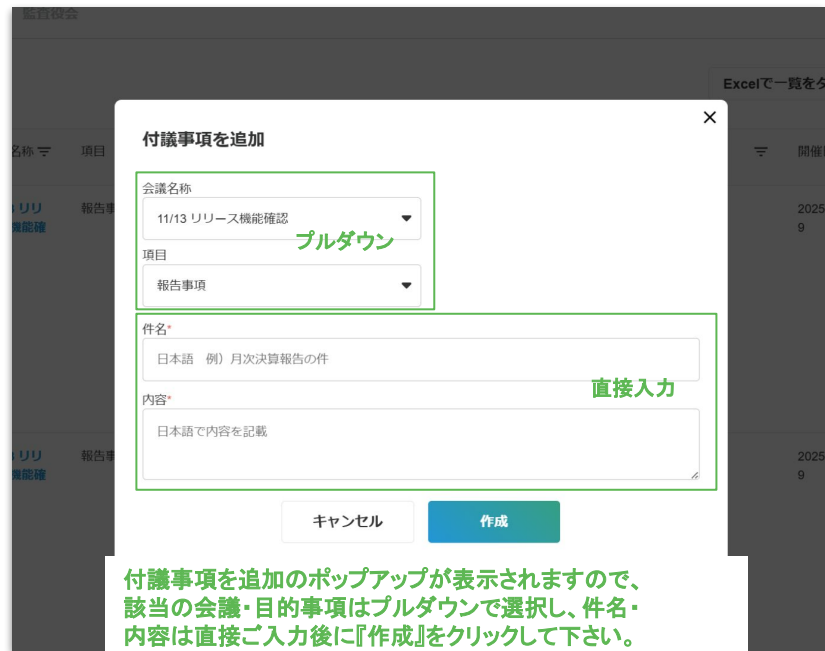 監査役会
Excelで一覧を
付議事項を追加
×
名称
項目
開催
会議名称
リリ
報告事
2025
機能確
9
11/13 リリース機能確認
プルダウン
項目
報告事項
件名*
日本語 例）月次決算報告の件
直接入力
内容*
日本語で内容を記載
リリ
報告事
2025
機能確
9
キャンセル
作成
付議事項を追加のポップアップが表示されますので、
該当の会議・目的事項はプルダウンで選択し、件名・
内容は直接ご入力後に『作成』をクリックして下さい。